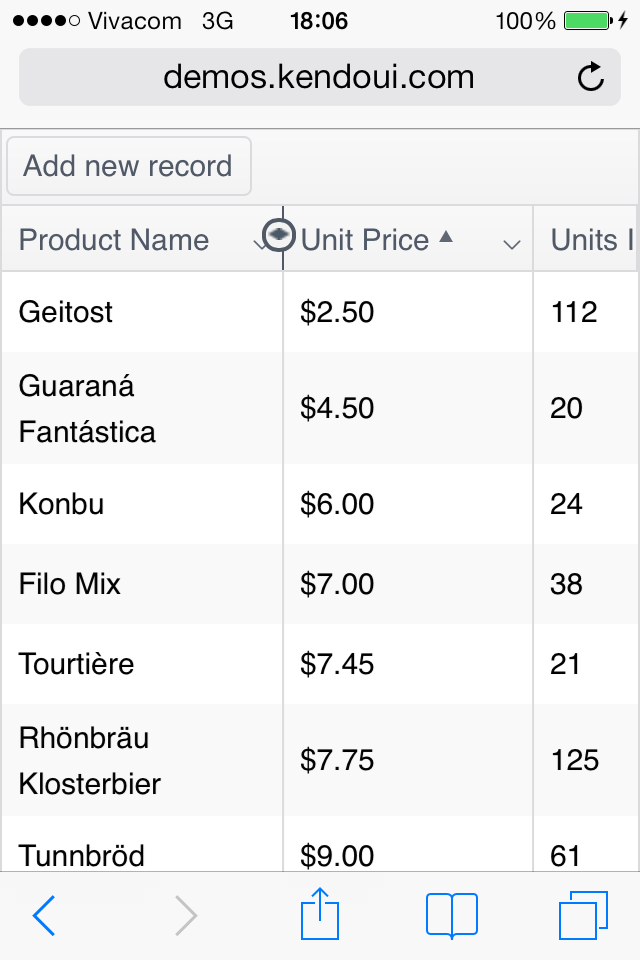 Vivacom 3G 18:06 100%
demos.kendoui.com
Add new record
Product Name Unit Price Units I
Geitost $2.50 112
Guaraná
Fantástica $4.50 20
Konbu $6.00 24
Filo Mix $7.00 38
Tourtière $7.45 21
Rhönbräu
Klosterbier $7.75 125
Tunnbröd $9.00 61